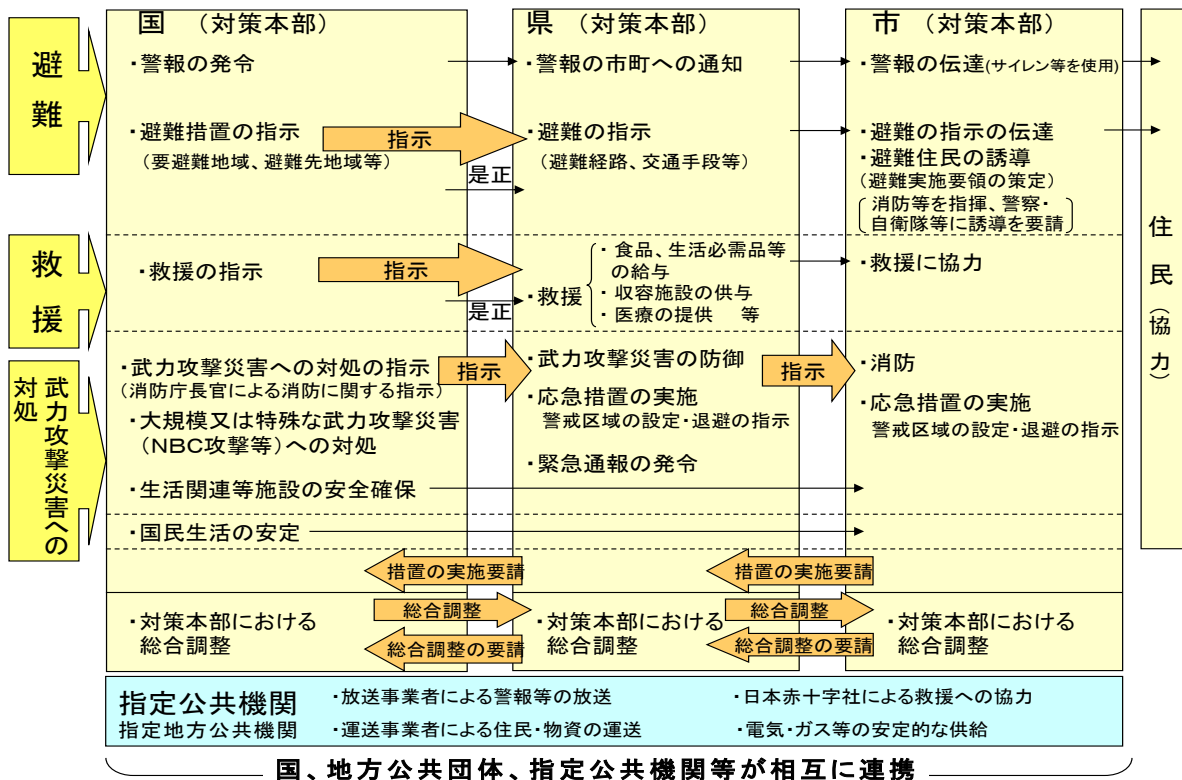 避難
国 (対策本部)
県 (対策本部)
市 (対策本部)
・警報の発令
・警報の市町への通知
・警報の伝達(サイレン等を使用)
・避難措置の指示
(要避難地域、避難先地域等)
指示
是正
・避難の指示
(避難経路、交通手段等)
・避難の指示の伝達
・避難住民の誘導
(避難実施要領の策定)
消防等を指揮、警察・
自衛隊等に誘導を要請
住民(協力)
救援
・救援の指示
指示
是正
・救援
・食品、生活必需品等
の給与
・収容施設の供与
・医療の提供 等
・救援に協力
武力攻撃災害への
対処
・武力攻撃災害への対処の指示
(消防庁長官による消防に関する指示)
指示
・武力攻撃災害の防御
指示
・消防
・大規模又は特殊な武力攻撃災害
(NBC攻撃等)への対処
・応急措置の実施
警戒区域の設定・退避の指示
・応急措置の実施
警戒区域の設定・退避の指示
・緊急通報の発令
・生活関連等施設の安全確保
・国民生活の安定
措置の実施要請
措置の実施要請
・対策本部における
総合調整
総合調整
総合調整の要請
・対策本部における
総合調整
総合調整
総合調整の要請
・対策本部における
総合調整
指定公共機関
指定地方公共機関
・放送事業者による警報等の放送
・日本赤十字社による救援への協力
・運送事業者による住民・物資の運送
・電気・ガス等の安定的な供給
国、地方公共団体、指定公共機関等が相互に連携